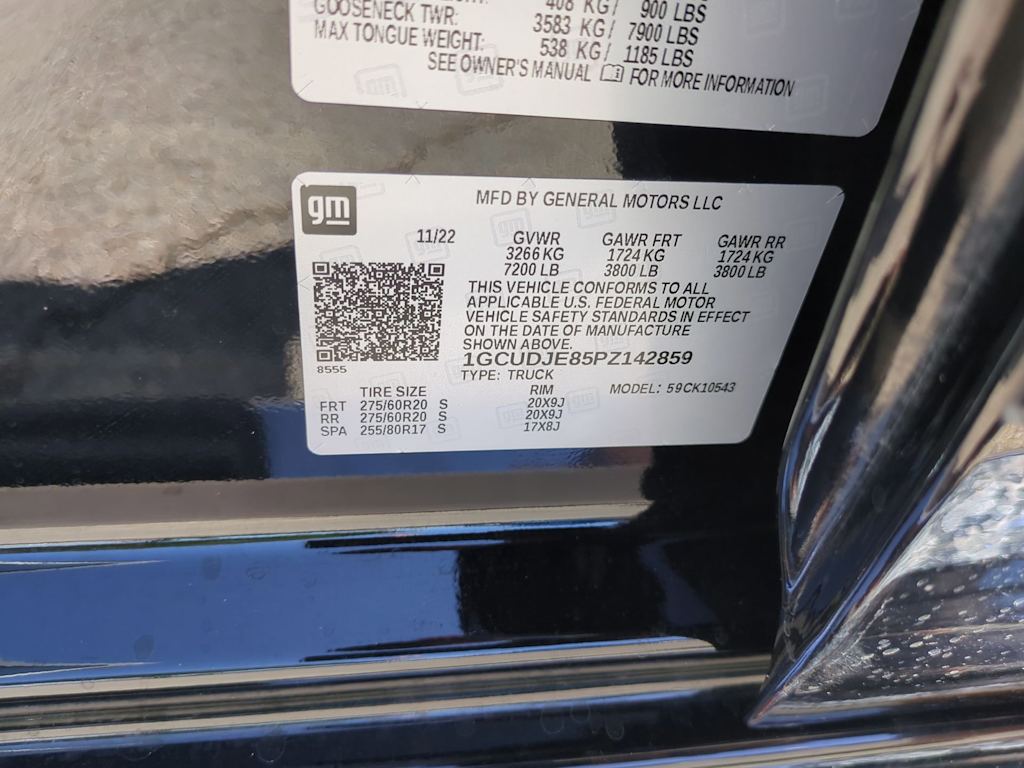 408 KG/ 900 LBS
GOOSENECK TWR: 3583 KG/ 7900 LBS
MAX TONGUE WEIGHT: 538 KG/ 1185 LBS
SEE OWNER'S MANUAL FOR MORE INFORMATION
gm
MFD BY GENERAL MOTORS LLC
11/22 GVWR GAWR FRT GAWR RR
3266 KG 1724 KG 1724 KG
7200 LB 3800 LB 3800 LB
THIS VEHICLE CONFORMS TO ALL
APPLICABLE U.S. FEDERAL MOTOR
VEHICLE SAFETY STANDARDS IN EFFECT
ON THE DATE OF MANUFACTURE
SHOWN ABOVE.
1GCUDJE85PZ142859
8555
TYPE: TRUCK
TIRE SIZE RIM MODEL: 59CK10543
FRT 275/60R20 S 20X9J
RR 275/60R20 S 20X9J
SPA 255/80R17 S 17X8J